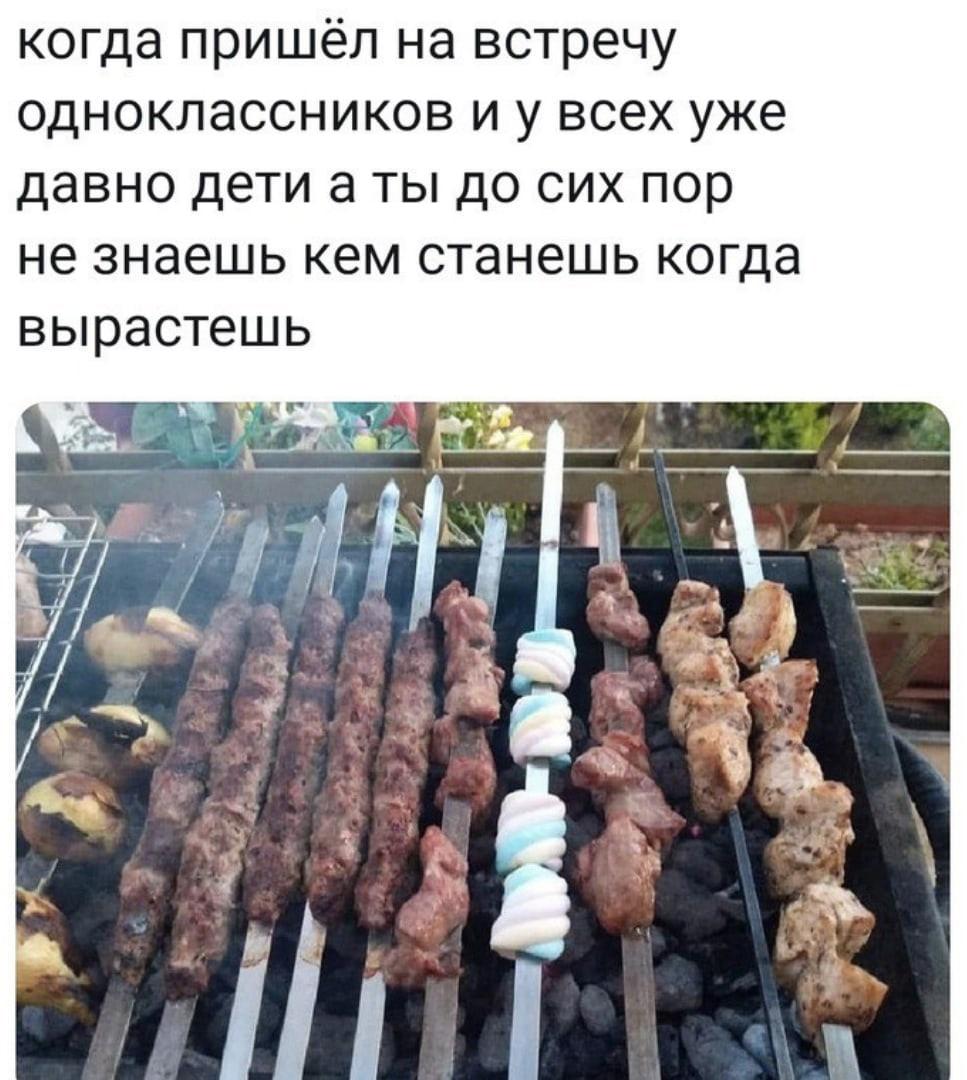 когда пришёл на встречу
одноклассников и у всех уже
давно дети а ты до сих пор
не знаешь кем станешь когда
вырастешь